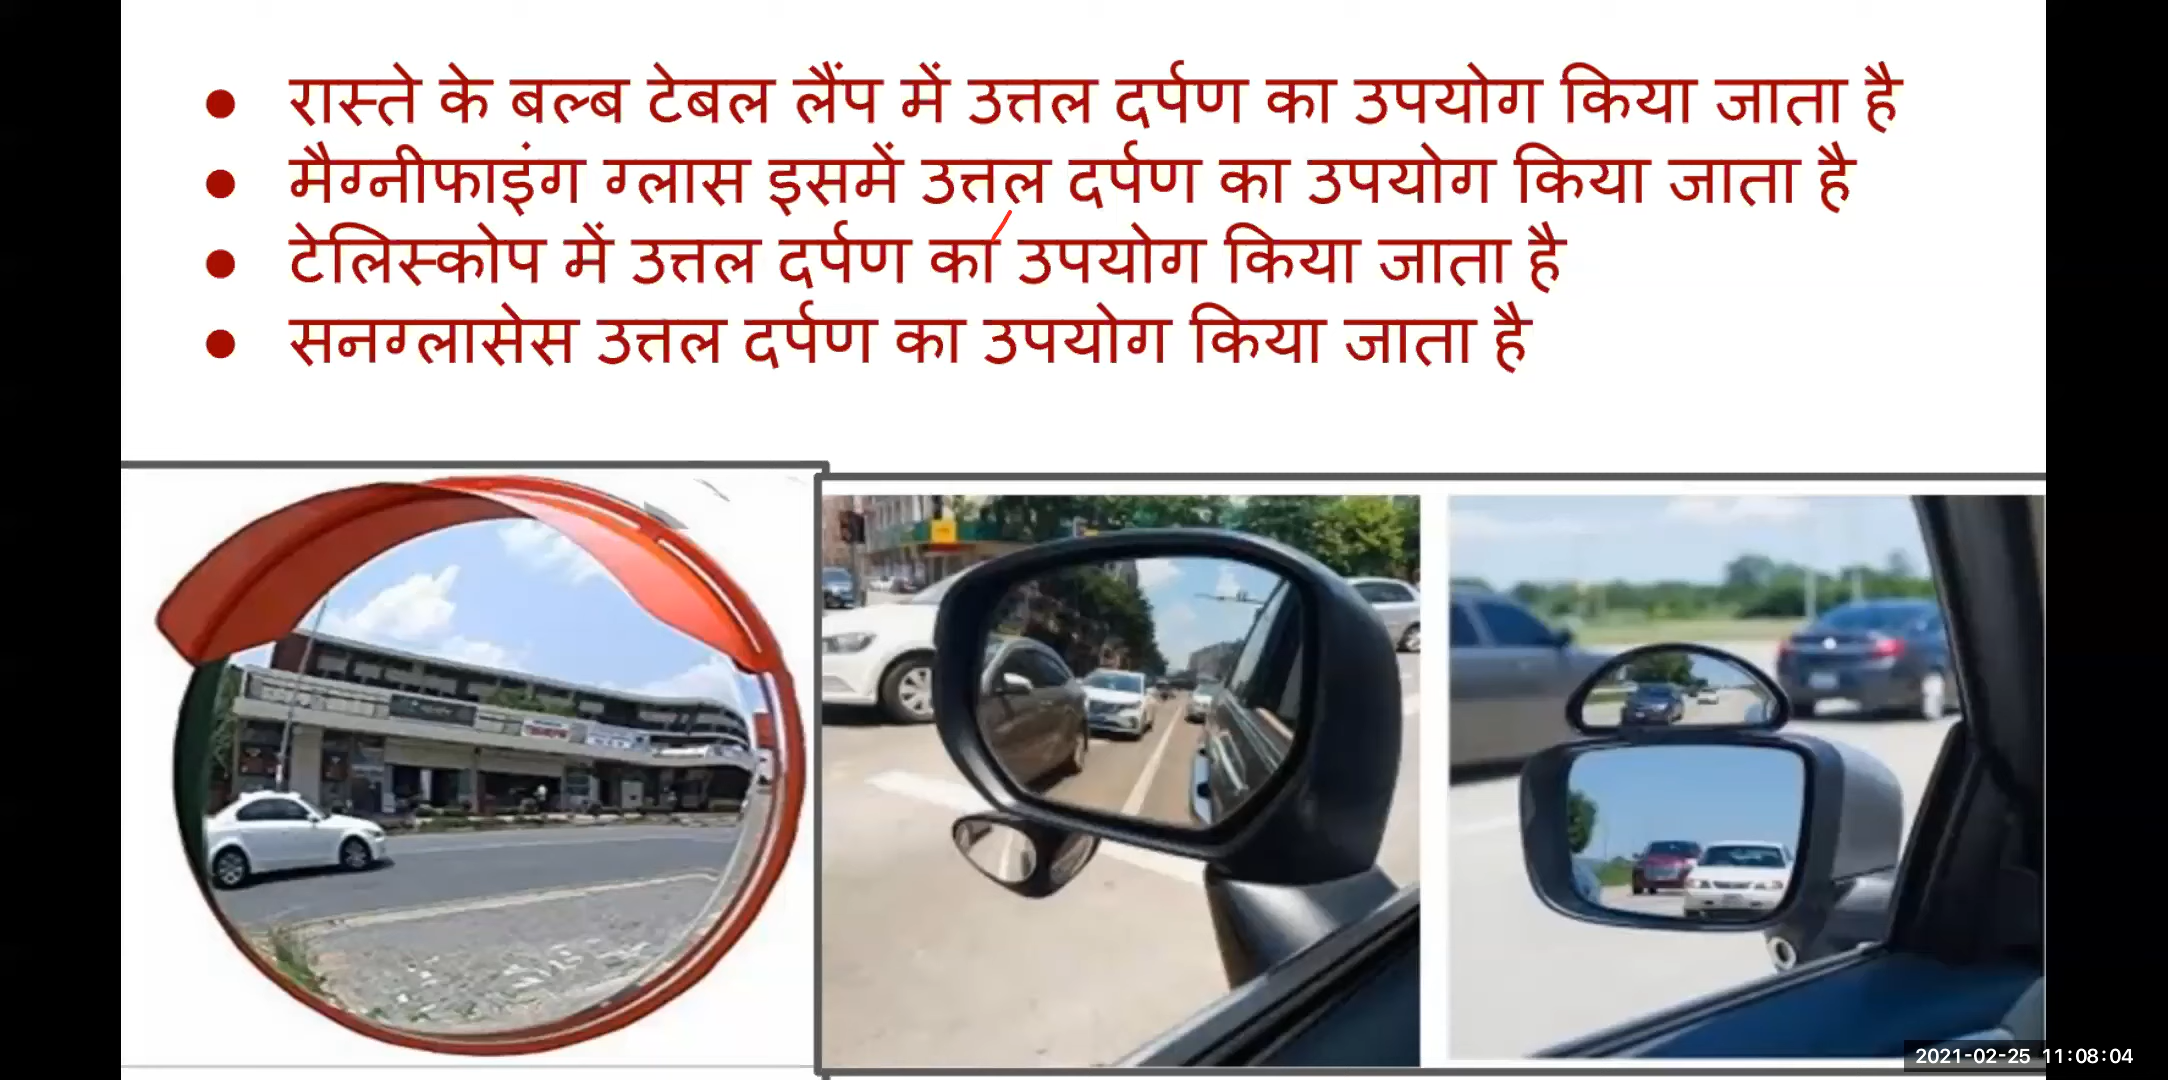 ● रास्ते के बल्ब टेबल लैंप में उत्तल दर्पण का उपयोग किया जाता है
● मैग्नीफाइंग ग्लास इसमें उत्तल दर्पण का उपयोग किया जाता है
● टेलिस्कोप में उत्तल दर्पण का उपयोग किया जाता है
● सनग्लासेस उत्तल दर्पण का उपयोग किया जाता है
2021-02-25 11:08:04